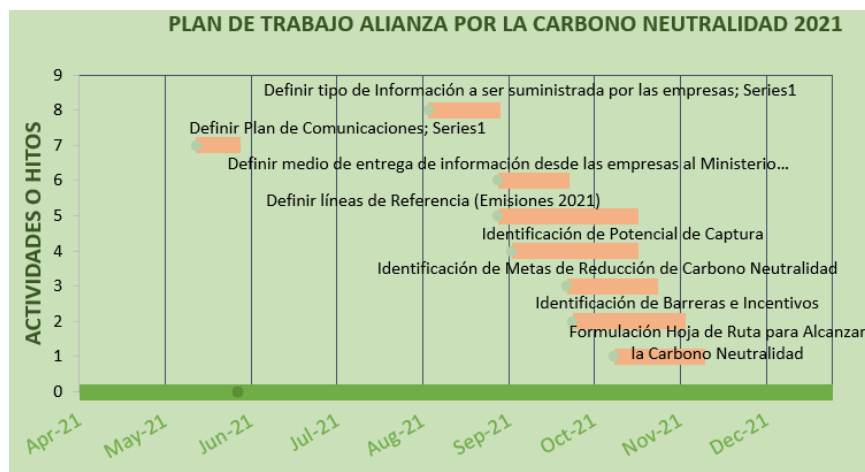 PLAN DE TRABAJO ALIANZA POR LA CARBONO NEUTRALIDAD 2021
ACTIVIDADES O HITOS
9
8
7
6
5
4
3
2
1
0
Definir tipo de Información a ser suministrada por las empresas; Series1
Definir Plan de Comunicaciones; Series1
Definir medio de entrega de información desde las empresas al Ministerio...
Definir líneas de Referencia (Emisiones 2021)
Identificación de Potencial de Captura
Identificación de Metas de Reducción de Carbono Neutralidad
Identificación de Barreras e Incentivos
Formulación Hoja de Ruta para Alcanzar
la Carbono Neutralidad
Apr-21
May-21
Jun-21
Jul-21
Aug-21
Sep-21
Oct-21
Nov-21
Dec-21